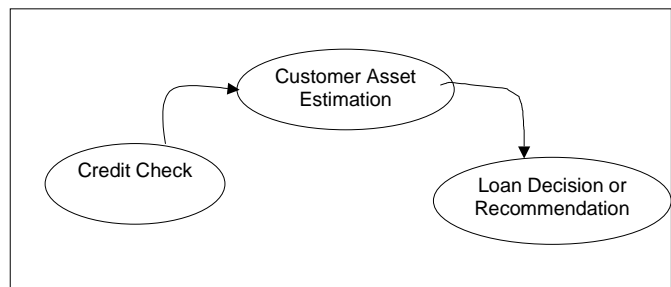 Customer Asset
Estimation
Credit Check
Loan Decision or
Recommendation